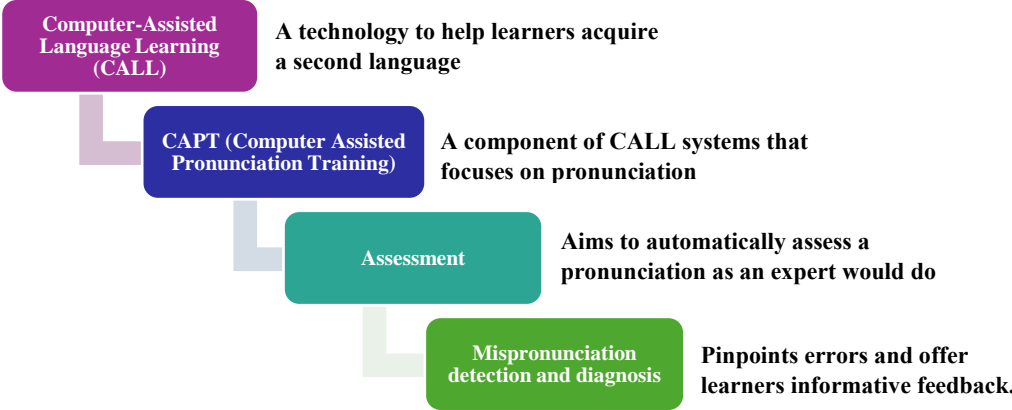 Computer-Assisted
Language Learning
(CALL)
A technology to help learners acquire
a second language
CAPT (Computer Assisted
Pronunciation Training)
A component of CALL systems that
focuses on pronunciation
Assessment
Aims to automatically assess a
pronunciation as an expert would do
Mispronunciation
detection and diagnosis
Pinpoints errors and offer
learners informative feedback.